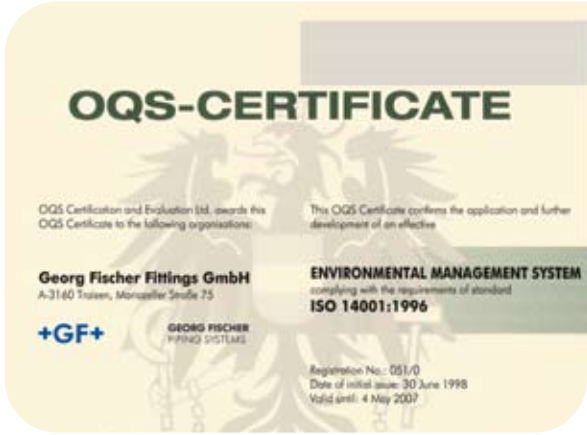 OQS-CERTIFICATE
OQS Certification and Evaluation Ltd. awards this
OQS Certificate to the following organisations:
Georg Fischer Fittings GmbH
A-3160 Traisen, Mariazeller Straße 75
+GF+
GEORG FISCHER
PIPING SYSTEMS
This OQS Certificate confirms the application and further
development of an effective
ENVIRONMENTAL MANAGEMENT SYSTEM
complying with the requirements of standard
ISO 14001:1996
Registration No.: 051/0
Date of initial issue: 30 June 1998
Valid until: 4 May 2007